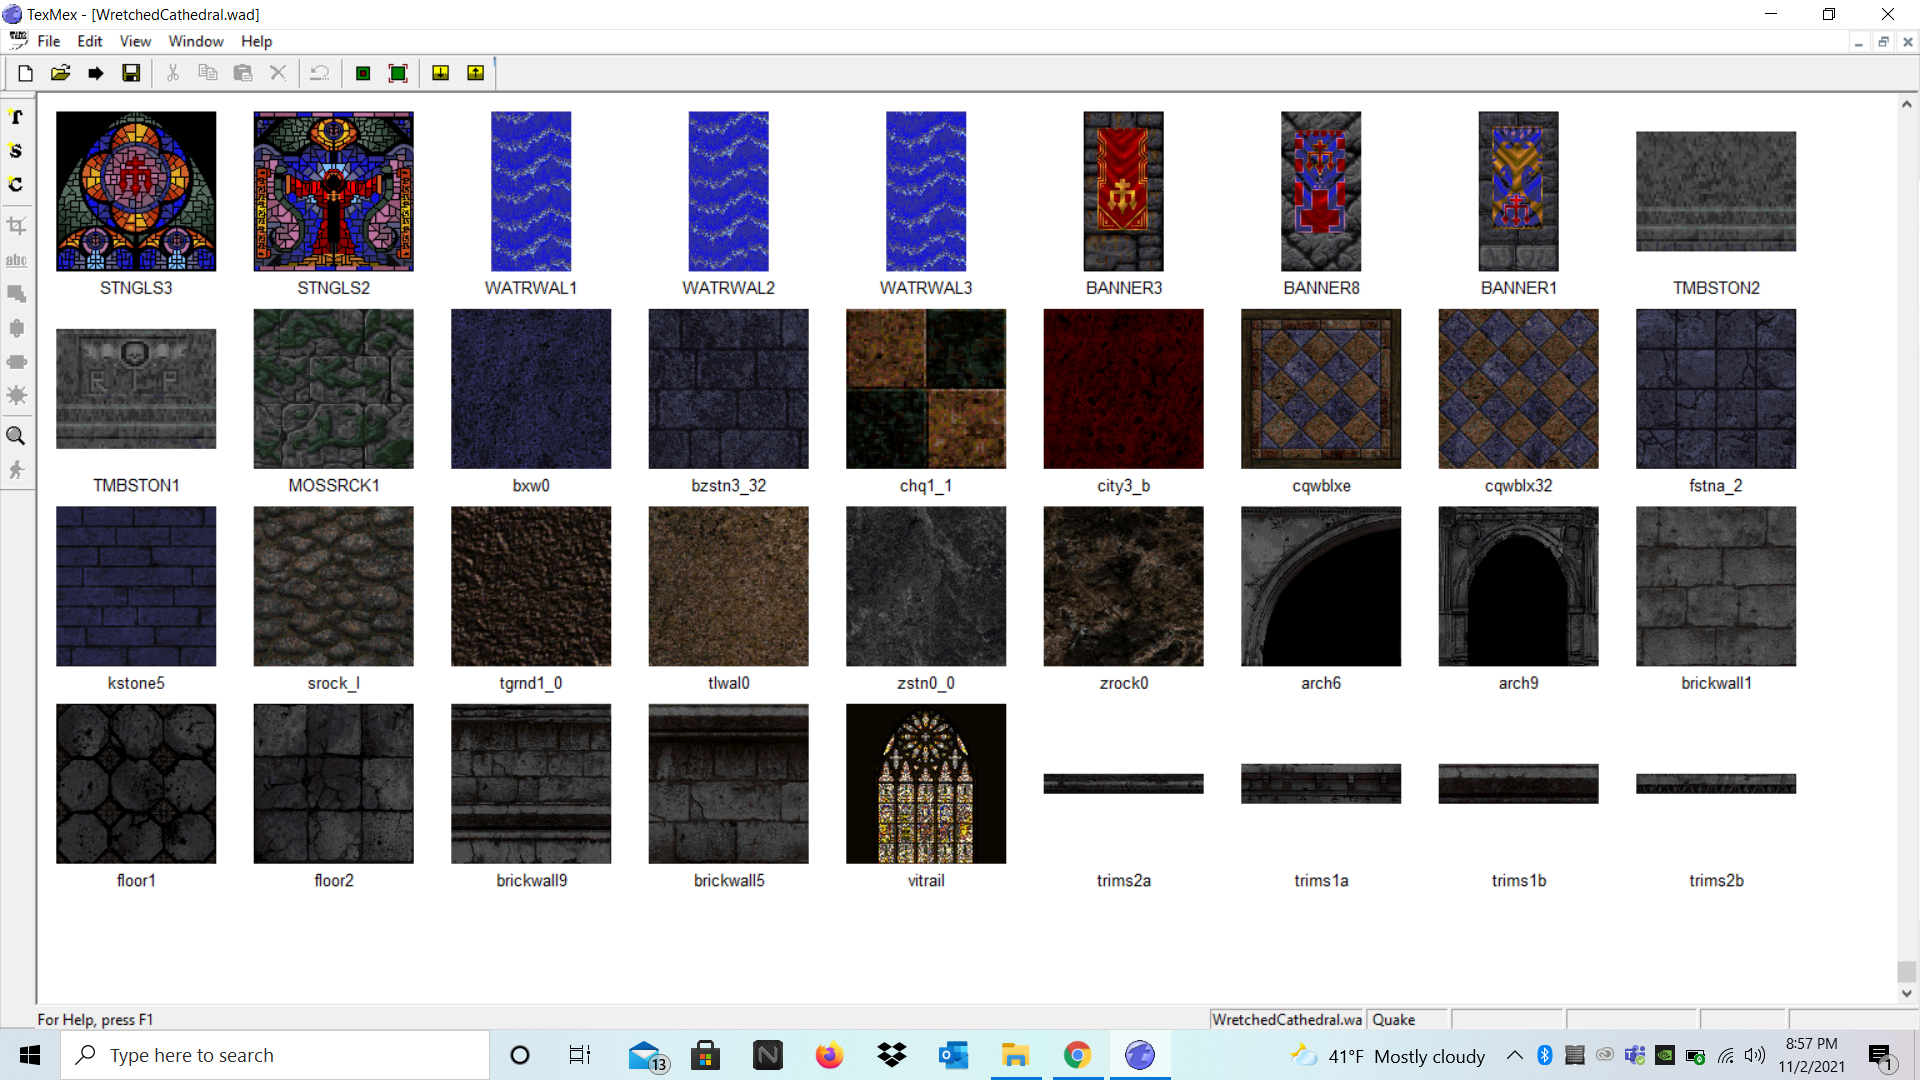 TexMex - [WretchedCathedral.wad]
File Edit View Window Help
T
S
C
abc
STNGLS3 STNGLS2 WATRWAL1 WATRWAL2 WATRWAL3 BANNER3 BANNER8 BANNER1 TMBSTON2
R I P
TMBSTON1 MOSSRCK1 bxw0 bzstn3_32 chq1_1 city3_b cqwblxe cqwblx32 fstna_2
kstone5 srock_l tgrnd1_0 tlwal0 zstn0_0 zrock0 arch6 arch9 brickwall1
floor1 floor2 brickwall9 brickwall5 vitrail trims2a trims1a trims1b trims2b
For Help, press F1 WretchedCathedral.wa Quake
Type here to search 13 N 41°F Mostly cloudy 8:57 PM
11/2/2021 1